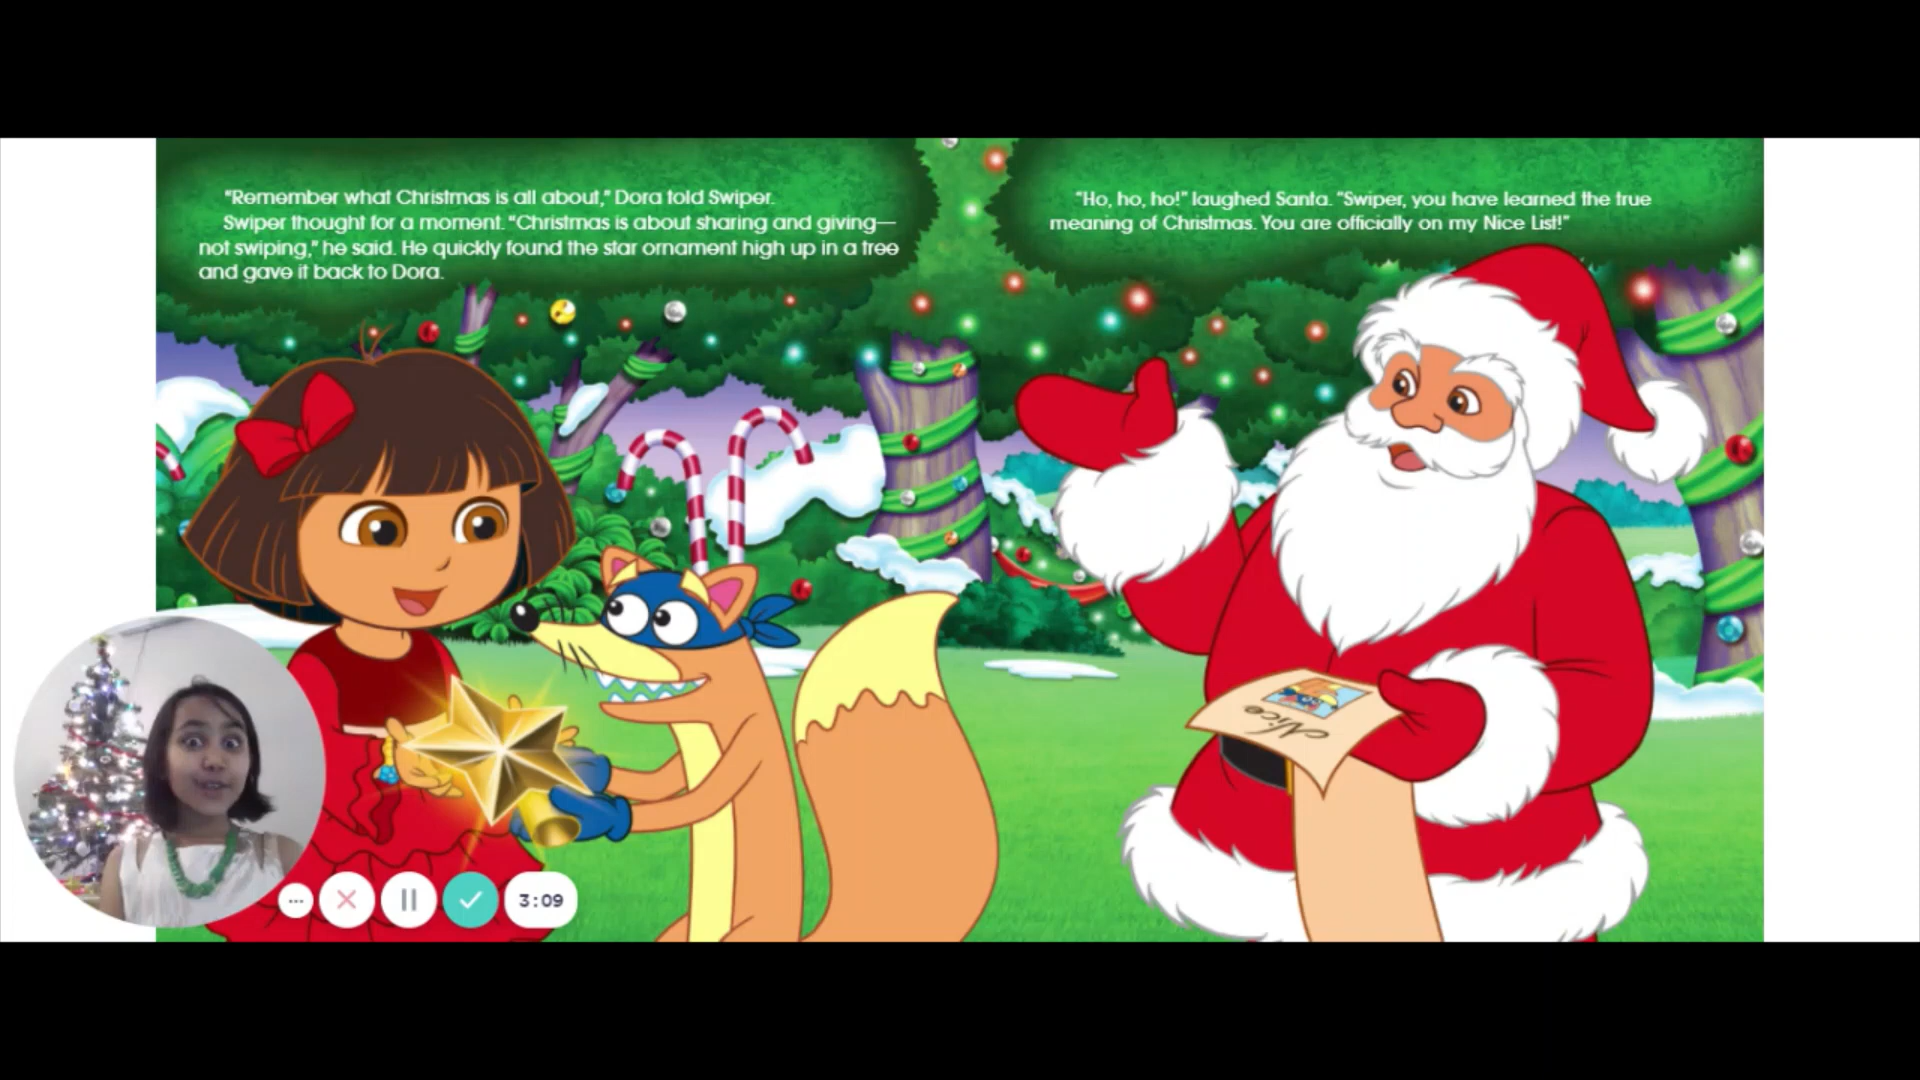 “Remember what Christmas is all about,” Dora told Swiper.
Swiper thought for a moment. “Christmas is about sharing and giving—
not swiping,” he said. He quickly found the star ornament high up in a tree
and gave it back to Dora.
“Ho, ho, ho!” laughed Santa. “Swiper, you have learned the true
meaning of Christmas. You are officially on my Nice List!”
Nice
3:09